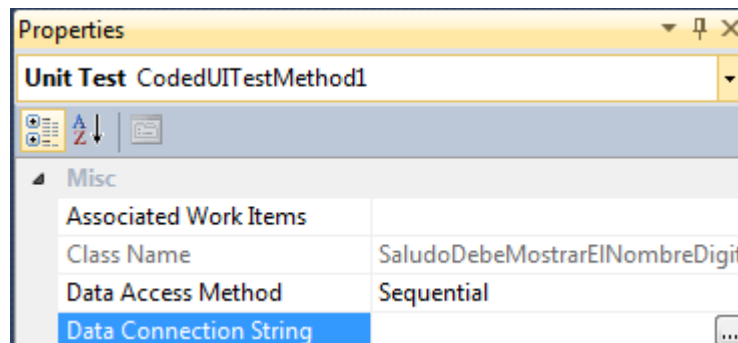 Properties
Unit Test CodedUITestMethod1
Misc
Associated Work Items
Class Name SaludoDebeMostrarElNombreDigit
Data Access Method Sequential
Data Connection String ...